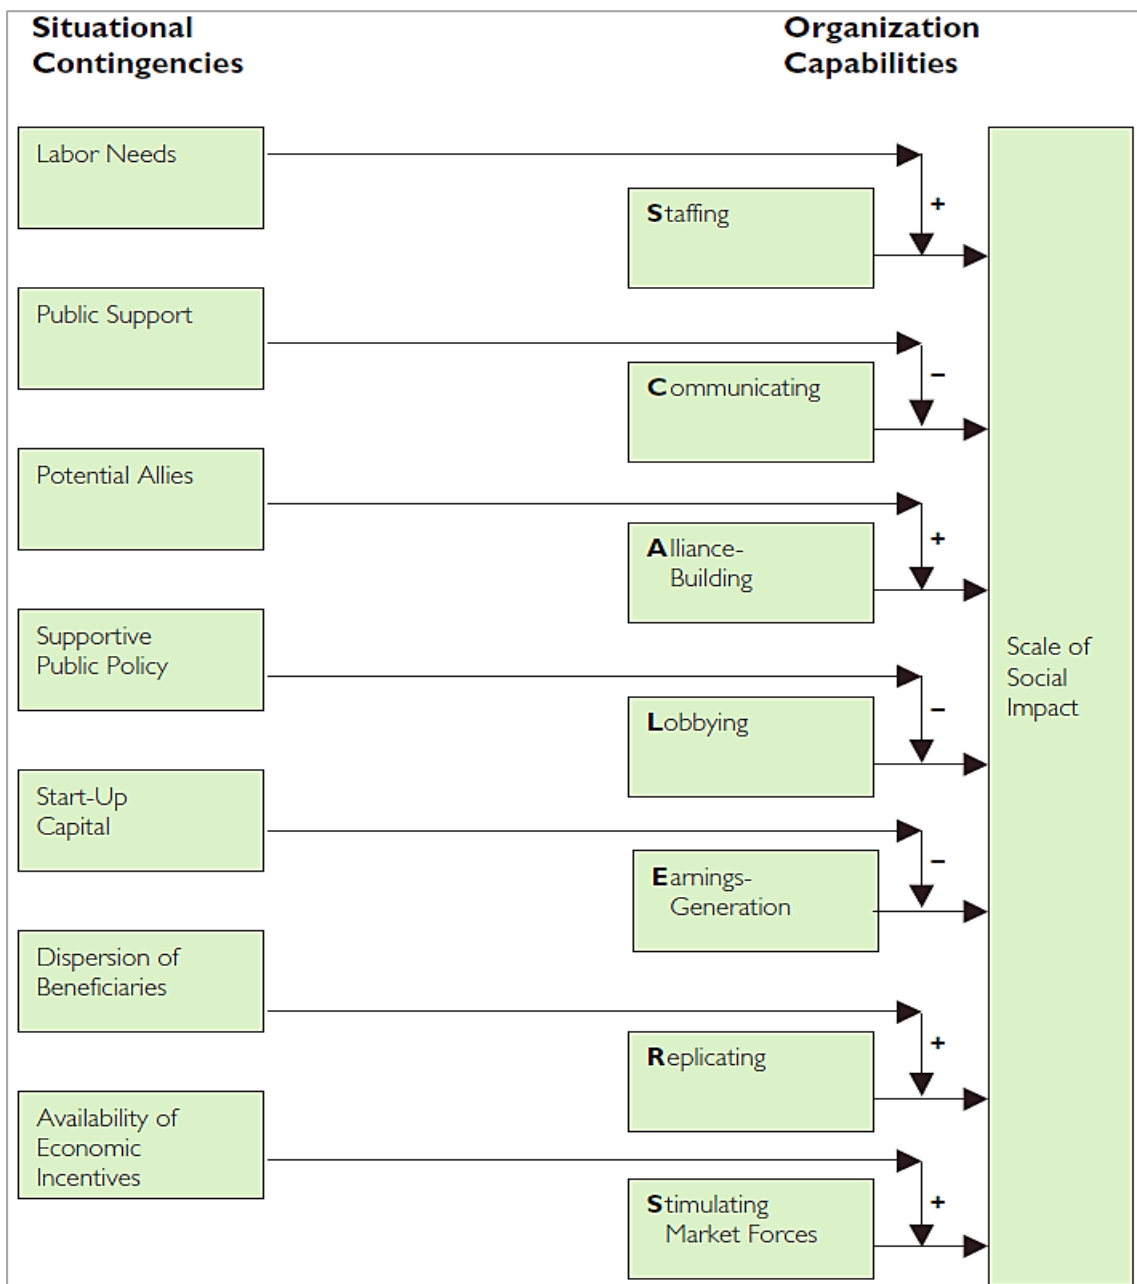 Situational
Contingencies
Organization
Capabilities
Labor Needs
+
Staffing
Public Support
–
Communicating
Potential Allies
+
Alliance-
Building
Supportive
Public Policy
–
Lobbying
Scale of
Social
Impact
Start-Up
Capital
–
Earnings-
Generation
Dispersion of
Beneficiaries
+
Replicating
Availability of
Economic
Incentives
+
Stimulating
Market Forces